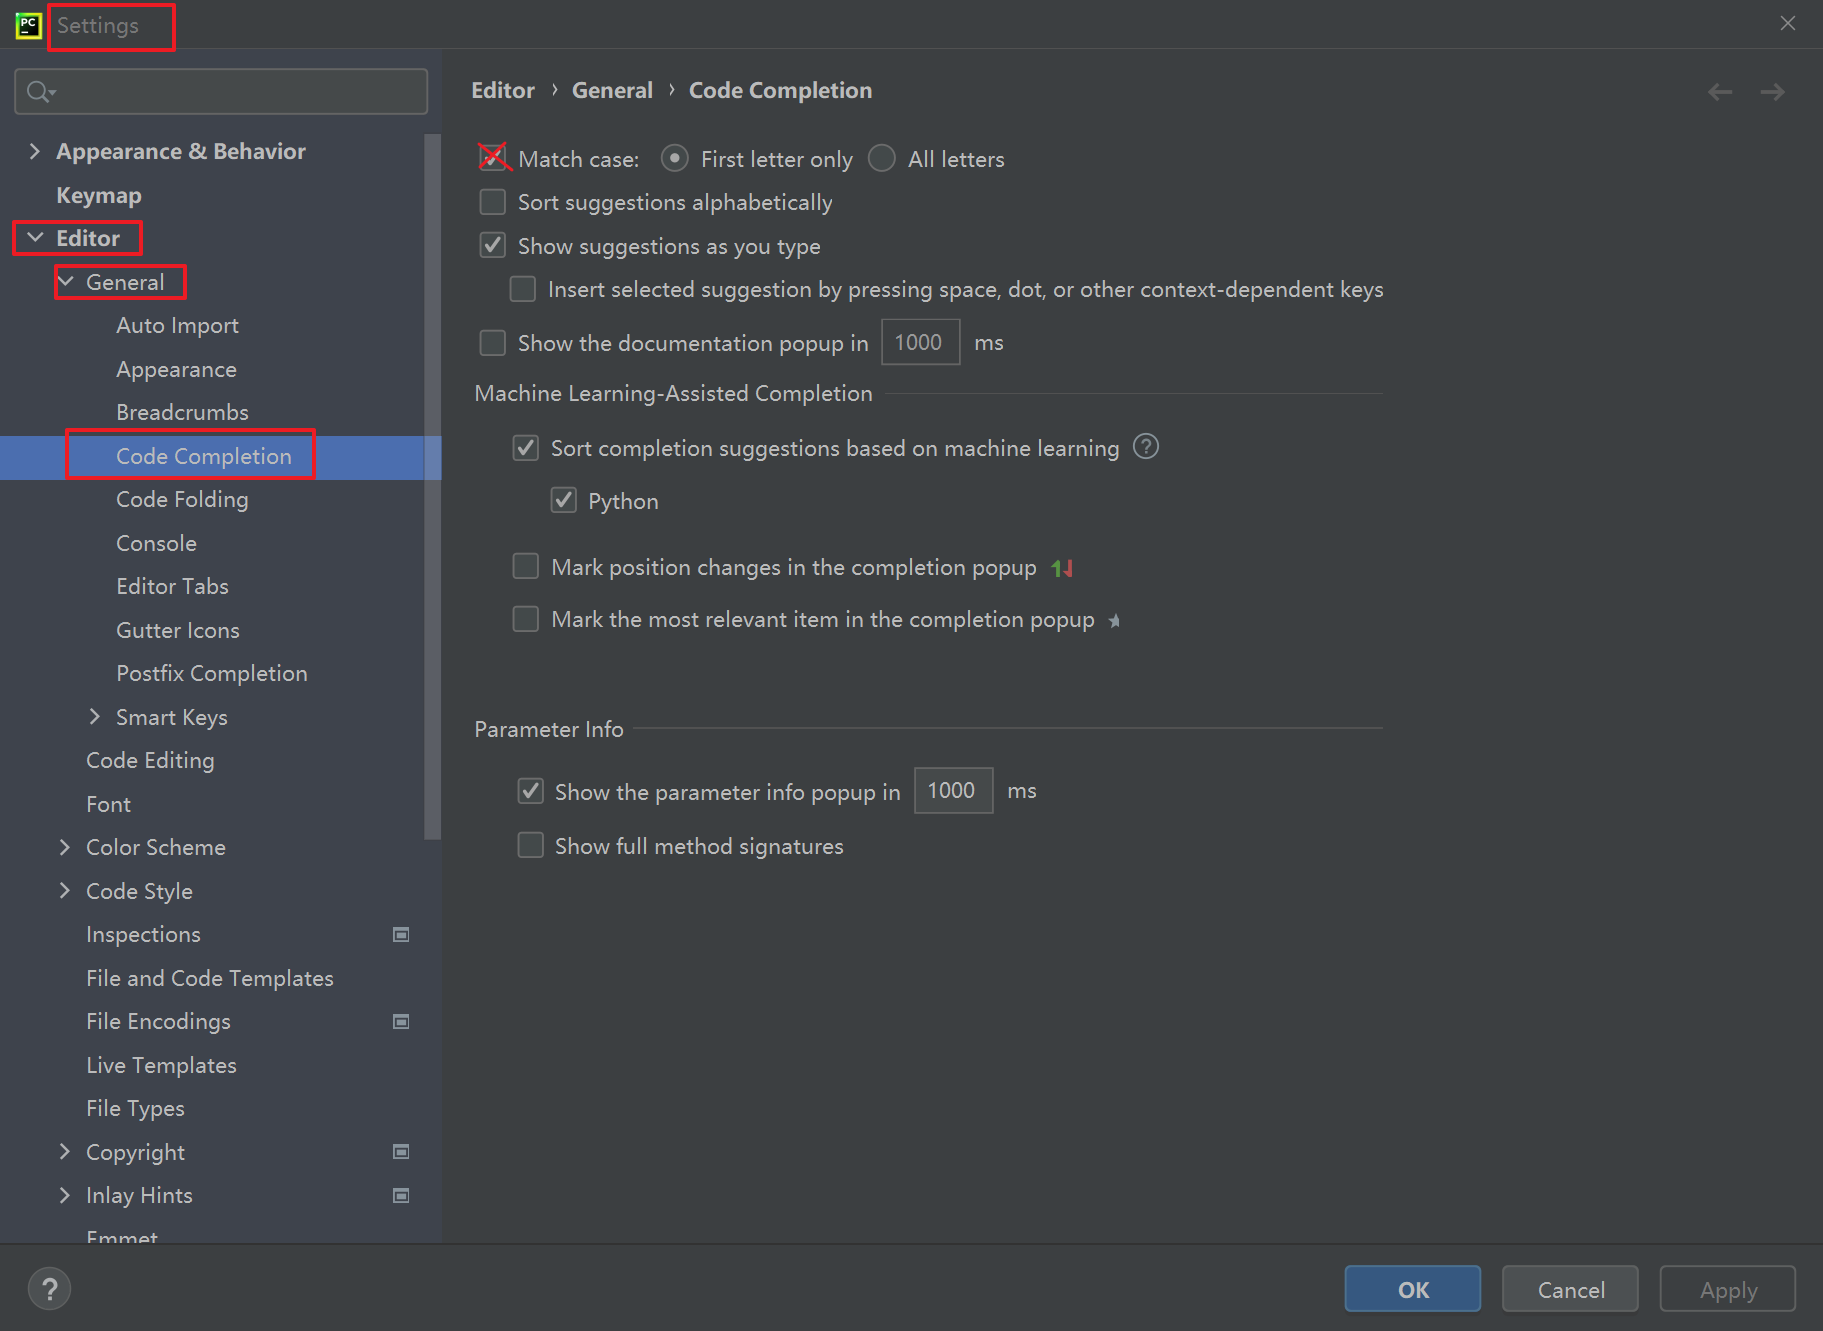 PC
Settings
Appearance & Behavior
Keymap
Editor
General
Auto Import
Appearance
Breadcrumbs
Code Completion
Code Folding
Console
Editor Tabs
Gutter Icons
Postfix Completion
Smart Keys
Code Editing
Font
Color Scheme
Code Style
Inspections
File and Code Templates
File Encodings
Live Templates
File Types
Copyright
Inlay Hints
Emmet
Editor › General › Code Completion
Match case: First letter only All letters
Sort suggestions alphabetically
Show suggestions as you type
Insert selected suggestion by pressing space, dot, or other context-dependent keys
Show the documentation popup in 1000 ms
Machine Learning-Assisted Completion
Sort completion suggestions based on machine learning ?
Python
Mark position changes in the completion popup
Mark the most relevant item in the completion popup
Parameter Info
Show the parameter info popup in 1000 ms
Show full method signatures
?
OK Cancel Apply